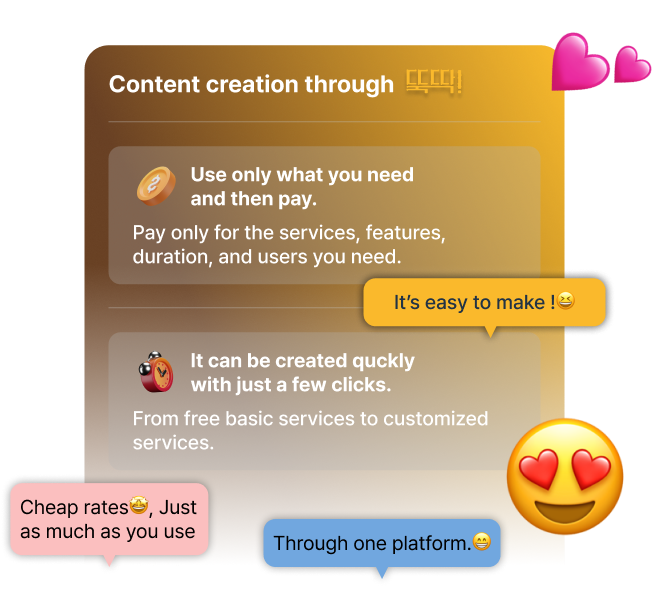 Content creation through 뚝딱!
Use only what you need
and then pay.
Pay only for the services, features,
duration, and users you need.
It's easy to make !😆
It can be created quckly
with just a few clicks.
From free basic services to customized
services.
Cheap rates🤩, Just
as much as you use
Through one platform.😁